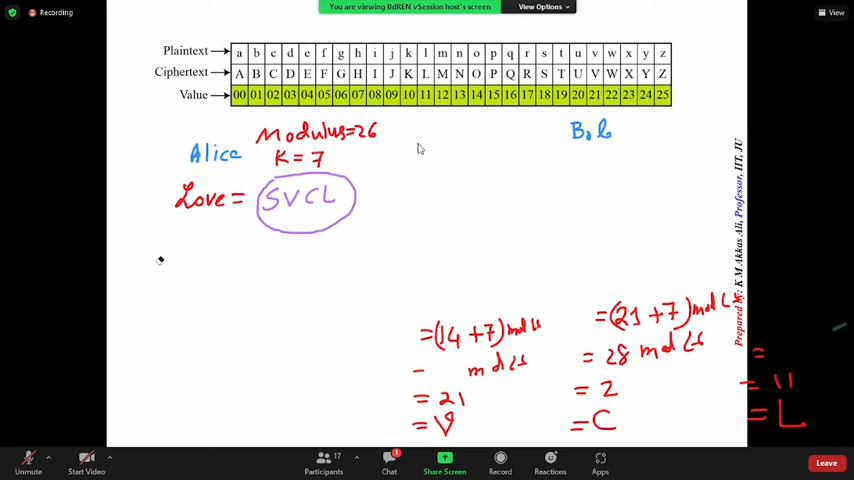 You are viewing BdREN vSession host's screen
View Options
Recording
View
Plaintext a b c d e f g h i j k l m n o p q r s t u v w x y z
Ciphertext A B C D E F G H I J K L M N O P Q R S T U V W X Y Z
Value 00 01 02 03 04 05 06 07 08 09 10 11 12 13 14 15 16 17 18 19 20 21 22 23 24 25
Modulus=26
Bob
Alice
K = 7
Love = SVCL
Prepared by: K M Akkas Ali, Professor, IIT, JU
=(14 +7) mod
= (21 +7) mod 26
= 28 mod 26
=
= 21
= 2
= 11
= V
= C
= L
Unmute
Start Video
17
Participants
1
Chat
Share Screen
Record
Reactions
Apps
Leave